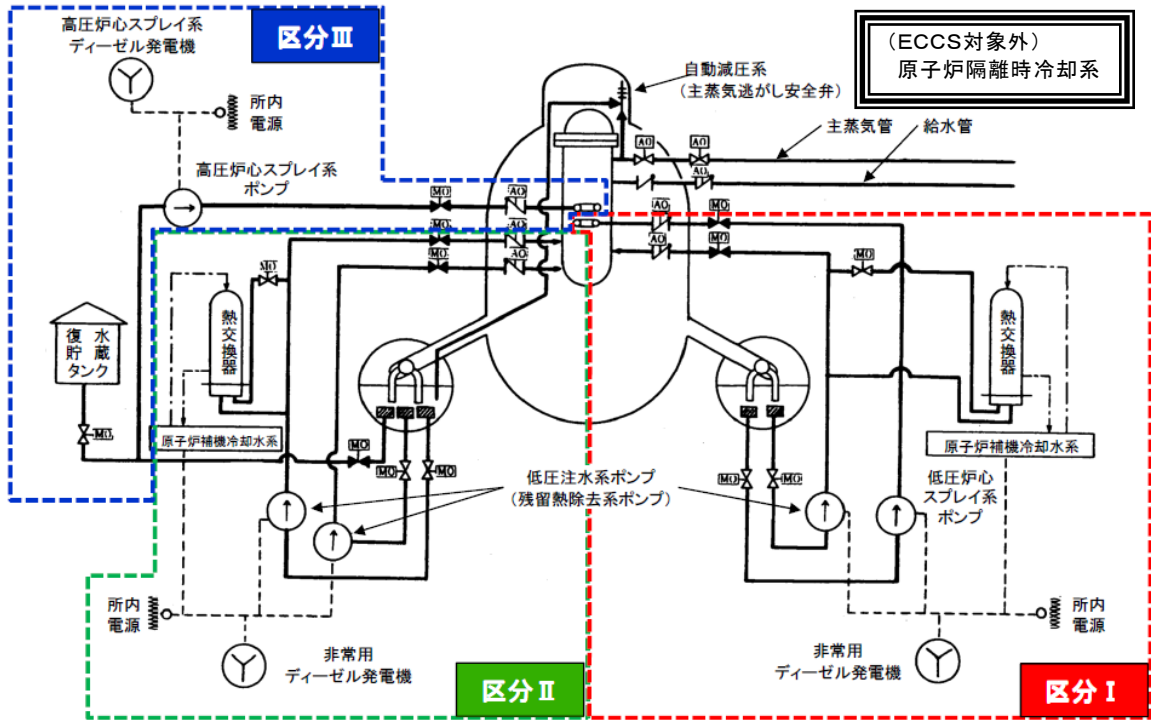 高圧炉心スプレイ系
ディーゼル発電機
区分Ⅲ
(ECCS対象外)
原子炉隔離時冷却系
所内
電源
自動減圧系
(主蒸気逃がし安全弁)
主蒸気管
給水管
高圧炉心スプレイ系
ポンプ
AO
AO
AO
MO
AO
MO
AO
MO
AO
AO
MO
AO
MO
MO
MO
熱交換器
熱交換器
復水
貯蔵
タンク
MO
原子炉補機冷却水系
MO
MO
MO
MO
MO
原子炉補機冷却水系
低圧注水系ポンプ
(残留熱除去系ポンプ)
低圧炉心
スプレイ系
ポンプ
所内
電源
所内
電源
非常用
ディーゼル発電機
非常用
ディーゼル発電機
区分Ⅱ
区分Ⅰ